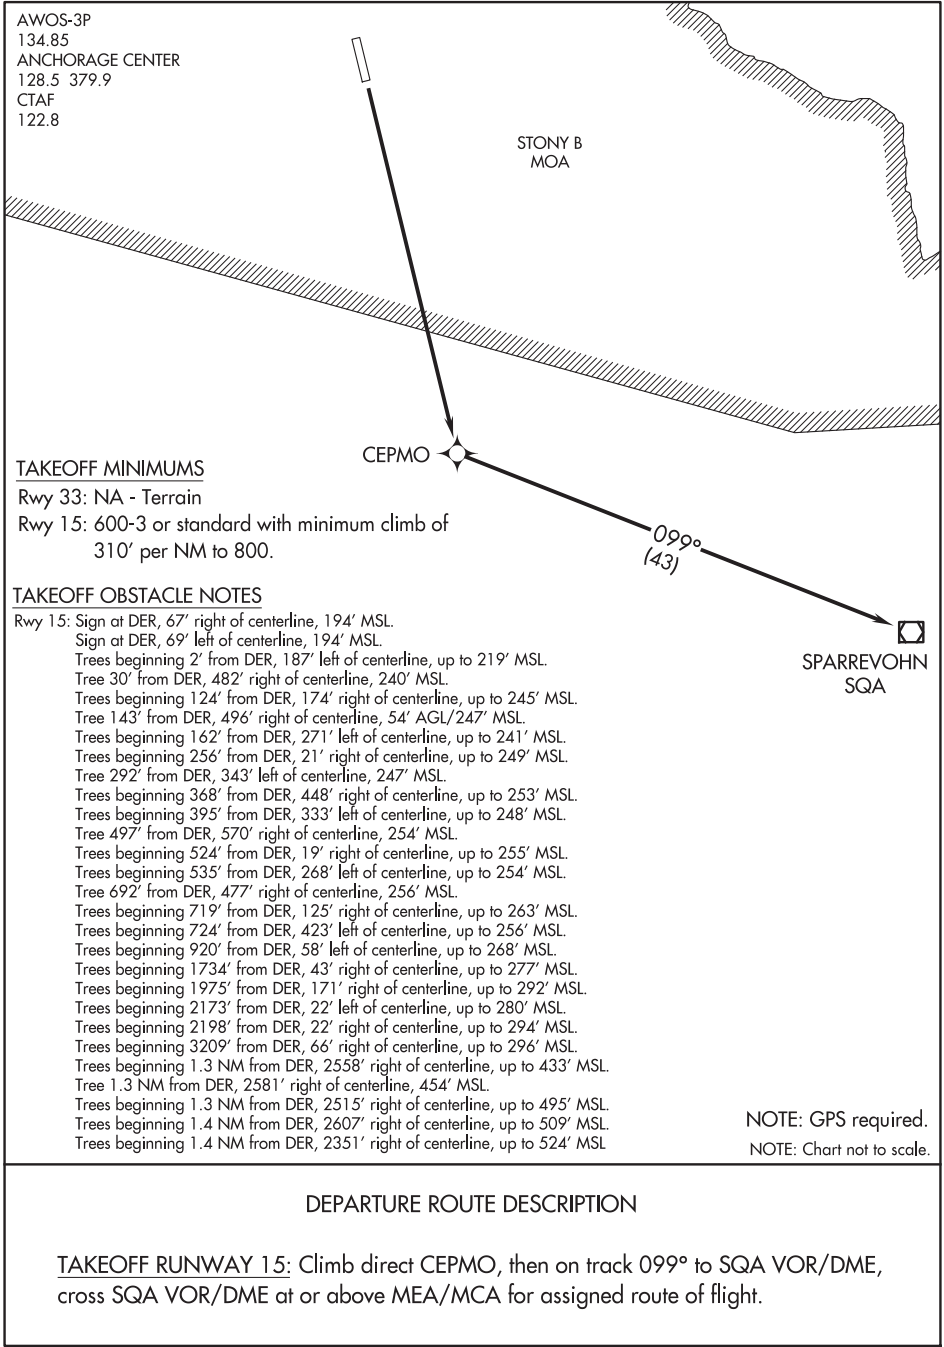 AWOS-3P
134.85
ANCHORAGE CENTER
128.5 379.9
CTAF
122.8
STONY B
MOA
CEPMO
099°
(43)
SPARREVOHN
SQA
TAKEOFF MINIMUMS
Rwy 33: NA - Terrain
Rwy 15: 600-3 or standard with minimum climb of
310' per NM to 800.
TAKEOFF OBSTACLE NOTES
Rwy 15: Sign at DER, 67' right of centerline, 194' MSL.
Sign at DER, 69' left of centerline, 194' MSL.
Trees beginning 2' from DER, 187' left of centerline, up to 219' MSL.
Tree 30' from DER, 482' right of centerline, 240' MSL.
Trees beginning 124' from DER, 174' right of centerline, up to 245' MSL.
Tree 143' from DER, 496' right of centerline, 54' AGL/247' MSL.
Trees beginning 162' from DER, 271' left of centerline, up to 241' MSL.
Trees beginning 256' from DER, 21' right of centerline, up to 249' MSL.
Tree 292' from DER, 343' left of centerline, 247' MSL.
Trees beginning 368' from DER, 448' right of centerline, up to 253' MSL.
Trees beginning 395' from DER, 333' left of centerline, up to 248' MSL.
Tree 497' from DER, 570' right of centerline, 254' MSL.
Trees beginning 524' from DER, 19' right of centerline, up to 255' MSL.
Trees beginning 535' from DER, 268' left of centerline, up to 254' MSL.
Tree 692' from DER, 477' right of centerline, 256' MSL.
Trees beginning 719' from DER, 125' right of centerline, up to 263' MSL.
Trees beginning 724' from DER, 423' left of centerline, up to 256' MSL.
Trees beginning 920' from DER, 58' left of centerline, up to 268' MSL.
Trees beginning 1734' from DER, 43' right of centerline, up to 277' MSL.
Trees beginning 1975' from DER, 171' right of centerline, up to 292' MSL.
Trees beginning 2173' from DER, 22' left of centerline, up to 280' MSL.
Trees beginning 2198' from DER, 22' right of centerline, up to 294' MSL.
Trees beginning 3209' from DER, 66' right of centerline, up to 296' MSL.
Trees beginning 1.3 NM from DER, 2558' right of centerline, up to 433' MSL.
Tree 1.3 NM from DER, 2581' right of centerline, 454' MSL.
Trees beginning 1.3 NM from DER, 2515' right of centerline, up to 495' MSL.
Trees beginning 1.4 NM from DER, 2607' right of centerline, up to 509' MSL.
Trees beginning 1.4 NM from DER, 2351' right of centerline, up to 524' MSL
NOTE: GPS required.
NOTE: Chart not to scale.
DEPARTURE ROUTE DESCRIPTION
TAKEOFF RUNWAY 15: Climb direct CEPMO, then on track 099° to SQA VOR/DME,
cross SQA VOR/DME at or above MEA/MCA for assigned route of flight.